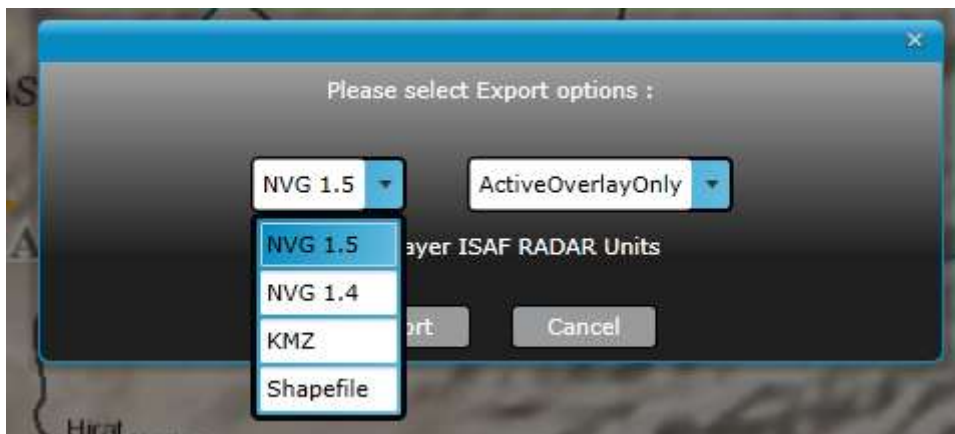 Please select Export options :
NVG 1.5
ActiveOverlayOnly
NVG 1.5
ayer ISAF RADAR Units
NVG 1.4
ort
Cancel
KMZ
Shapefile
Hirat